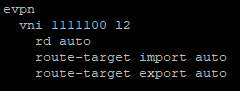 evpn
vni 1111100 l2
rd auto
route-target import auto
route-target export auto